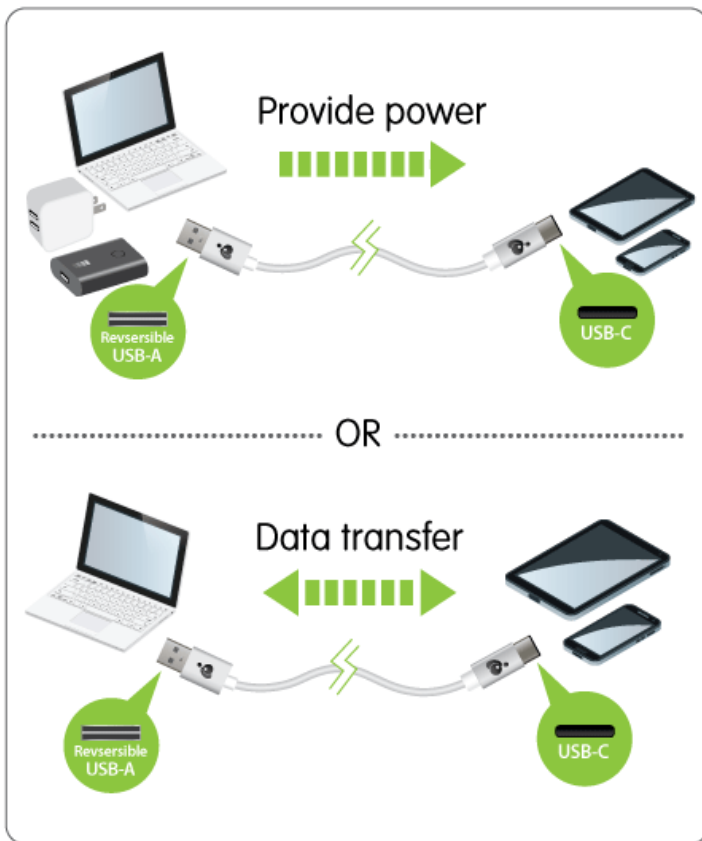 Provide power
Revsersible
USB-A
USB-C
OR
Data transfer
Revsersible
USB-A
USB-C